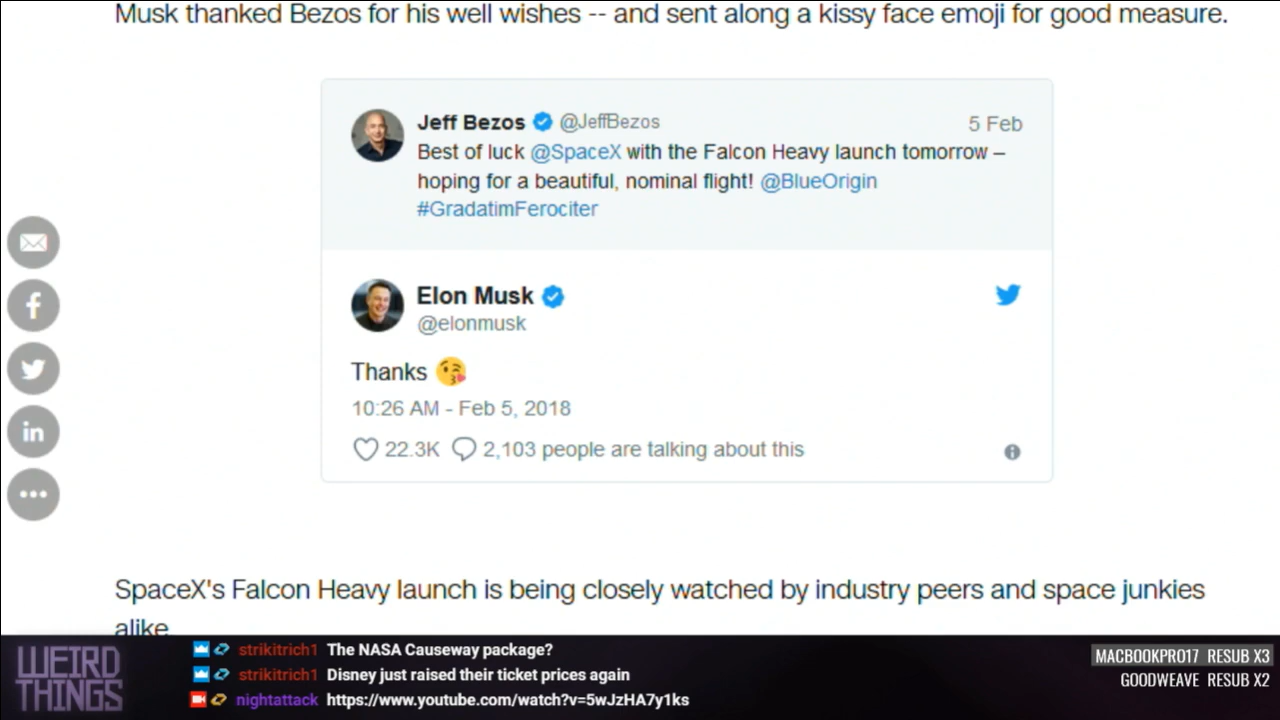 Musk thanked Bezos for his well wishes -- and sent along a kissy face emoji for good measure.
Jeff Bezos @JeffBezos 5 Feb
Best of luck @SpaceX with the Falcon Heavy launch tomorrow –
hoping for a beautiful, nominal flight! @BlueOrigin
#GradatimFerociter
Elon Musk
@elonmusk
Thanks 😘
10:26 AM - Feb 5, 2018
22.3K 2,103 people are talking about this
SpaceX's Falcon Heavy launch is being closely watched by industry peers and space junkies
alike
WEIRD
THINGS
strikitrich1 The NASA Causeway package?
strikitrich1 Disney just raised their ticket prices again
nightattack https://www.youtube.com/watch?v=5wJzHA7y1ks
MACBOOKPRO17 RESUB X3
GOODWEAVE RESUB X2